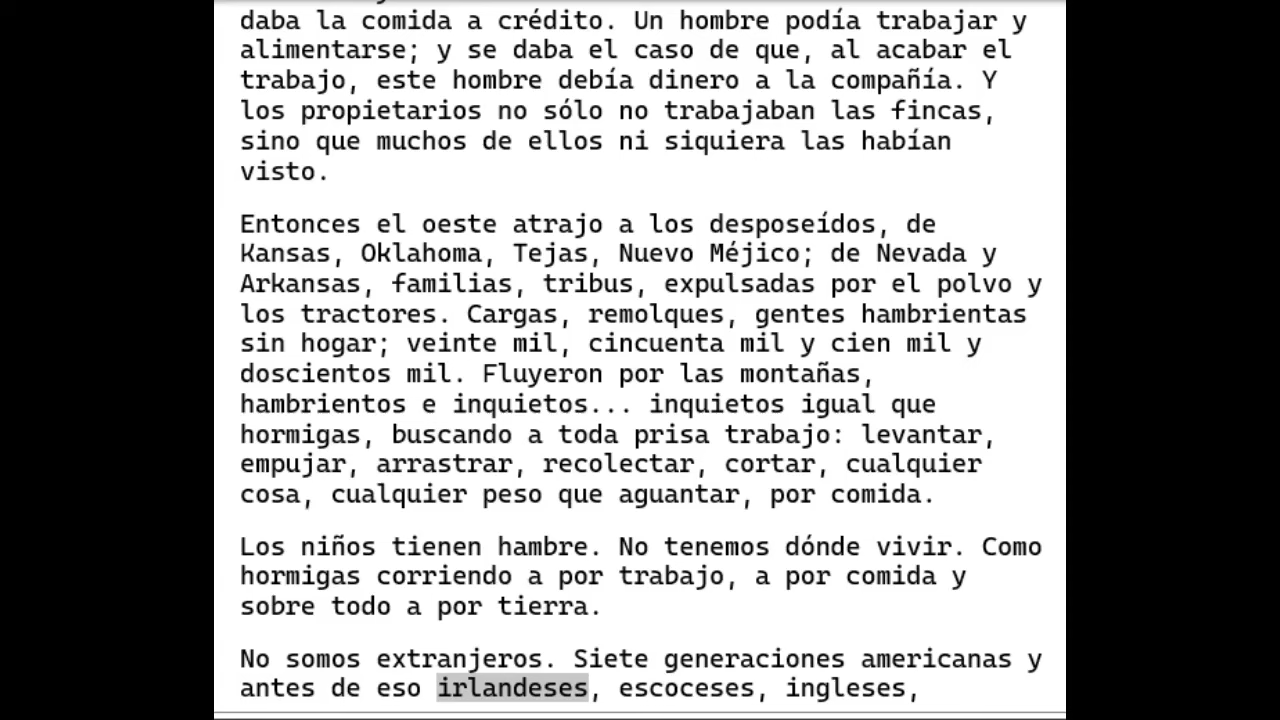 daba la comida a crédito. Un hombre podía trabajar y
alimentarse; y se daba el caso de que, al acabar el
trabajo, este hombre debía dinero a la compañía. Y
los propietarios no sólo no trabajaban las fincas,
sino que muchos de ellos ni siquiera las habían
visto.
Entonces el oeste atrajo a los desposeídos, de
Kansas, Oklahoma, Tejas, Nuevo Méjico; de Nevada y
Arkansas, familias, tribus, expulsadas por el polvo y
los tractores. Cargas, remolques, gentes hambrientas
sin hogar; veinte mil, cincuenta mil y cien mil y
doscientos mil. Fluyeron por las montañas,
hambrientos e inquietos... inquietos igual que
hormigas, buscando a toda prisa trabajo: levantar,
empujar, arrastrar, recolectar, cortar, cualquier
cosa, cualquier peso que aguantar, por comida.
Los niños tienen hambre. No tenemos dónde vivir. Como
hormigas corriendo a por trabajo, a por comida y
sobre todo a por tierra.
No somos extranjeros. Siete generaciones americanas y
antes de eso irlandeses, escoceses, ingleses,